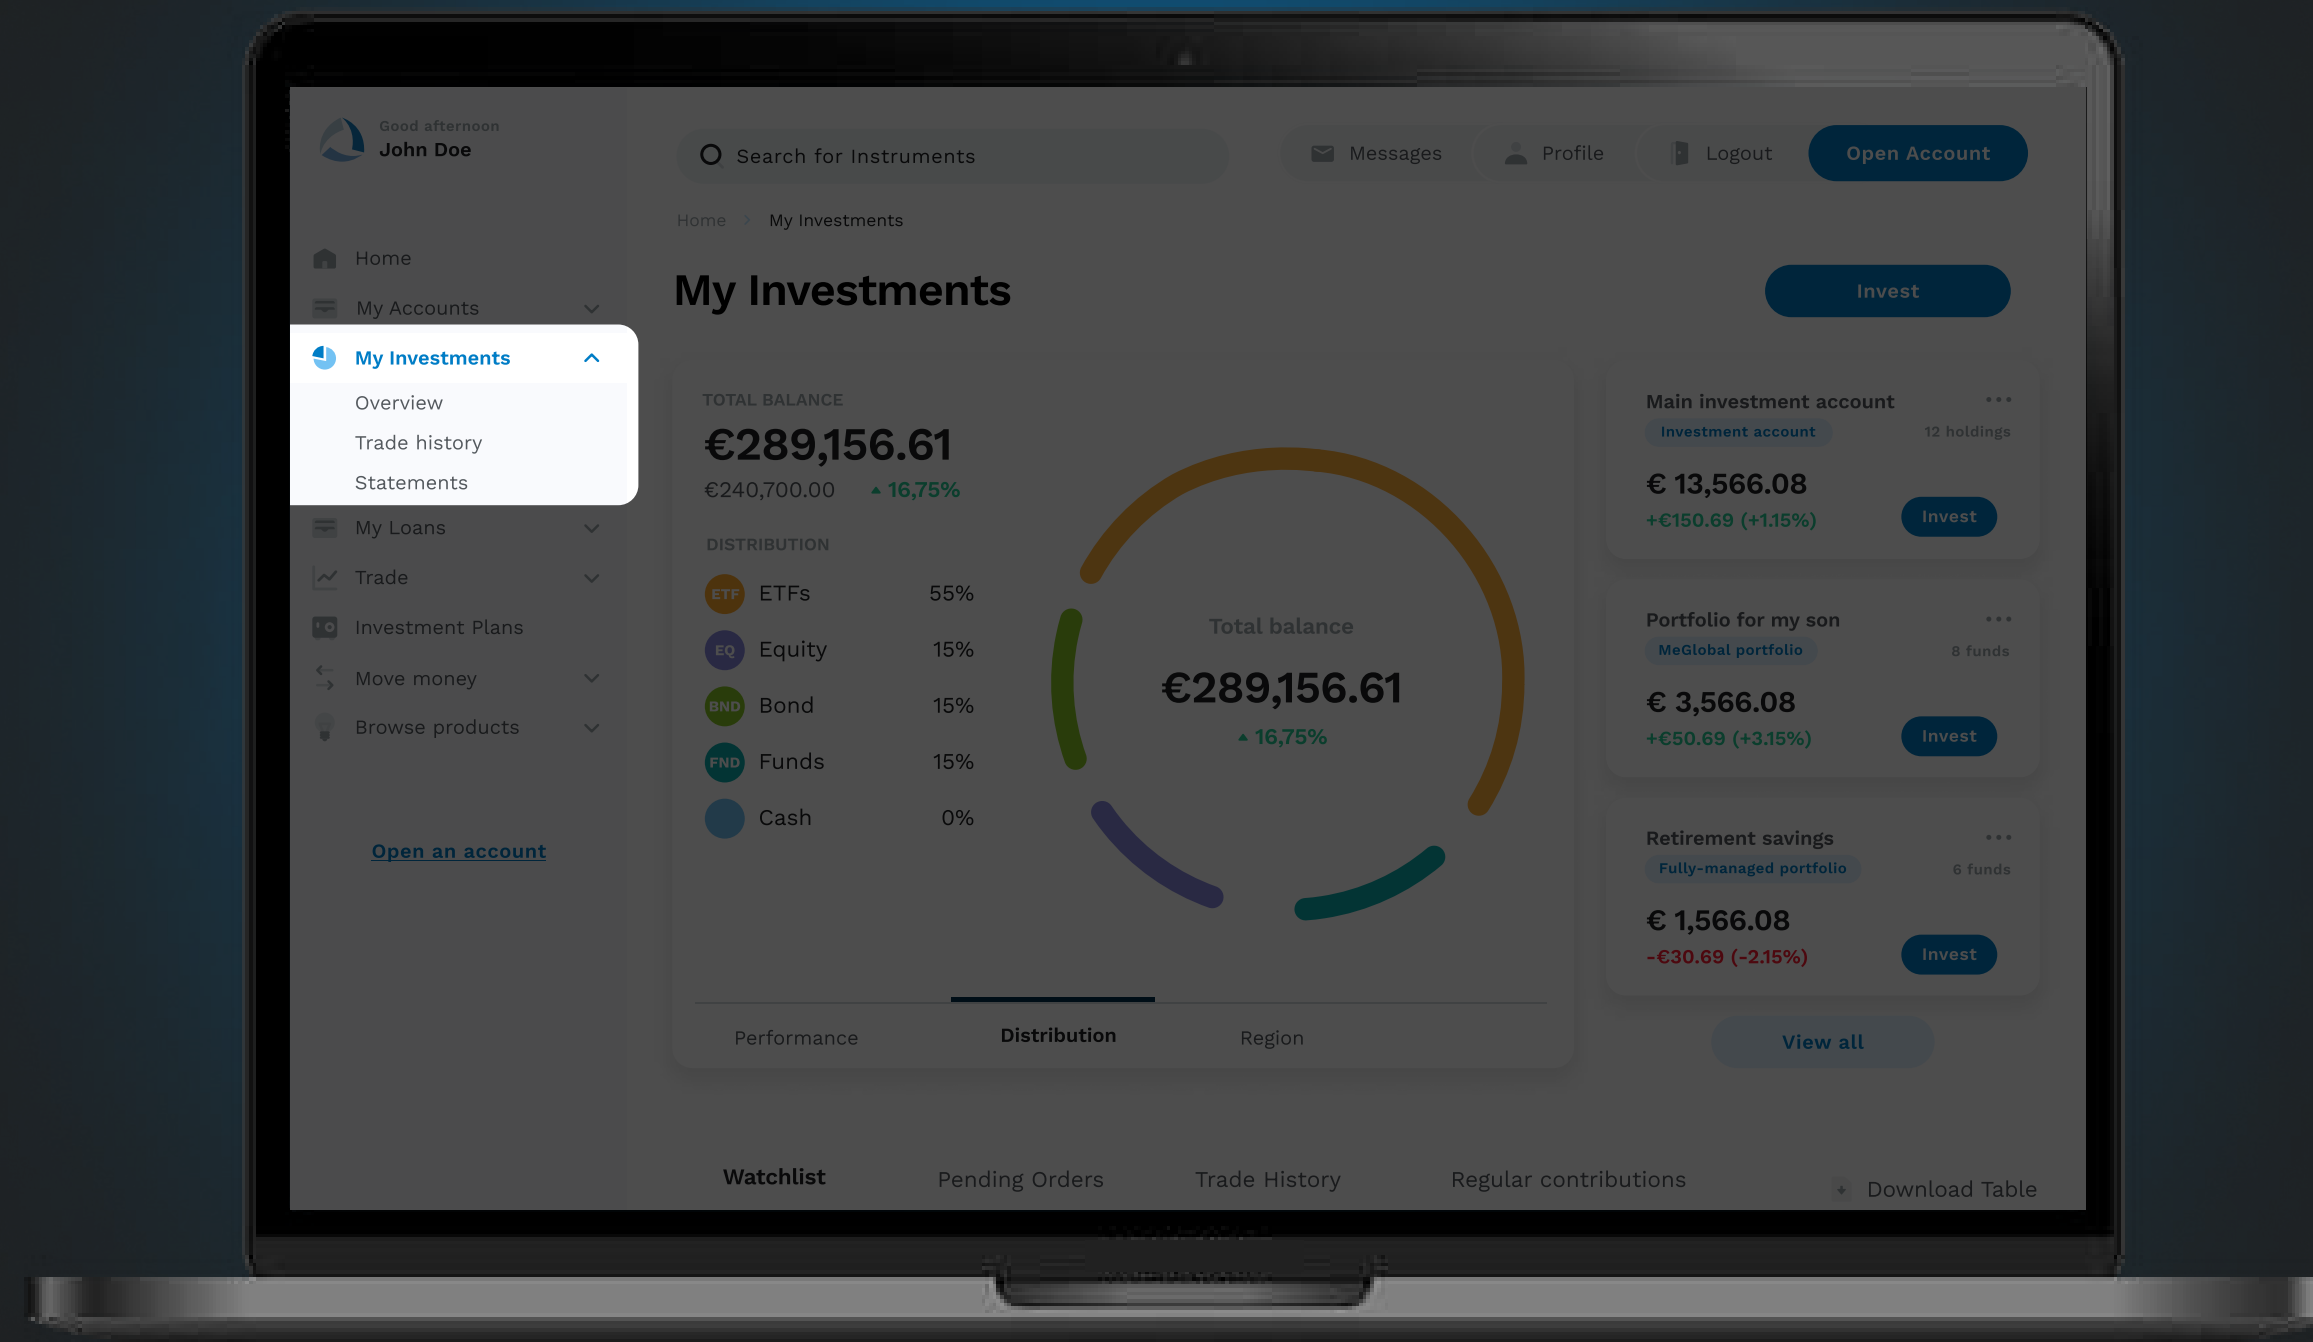 Good afternoon
John Doe
Search for Instruments
Messages
Profile
Logout
Open Account
Home
My Investments
Home
My Accounts
My Investments
Overview
Trade history
Statements
My Loans
Trade
Investment Plans
Move money
Browse products
Open an account
My Investments
Invest
TOTAL BALANCE
€289,156.61
€240,700.00 16,75%
DISTRIBUTION
ETF ETFs 55%
EQ Equity 15%
BND Bond 15%
FND Funds 15%
Cash 0%
Total balance
€289,156.61
16,75%
Performance
Distribution
Region
Main investment account
Investment account
12 holdings
€ 13,566.08
+€150.69 (+1.15%)
Invest
Portfolio for my son
MeGlobal portfolio
8 funds
€ 3,566.08
+€50.69 (+3.15%)
Invest
Retirement savings
Fully-managed portfolio
6 funds
€ 1,566.08
-€30.69 (-2.15%)
Invest
View all
Watchlist
Pending Orders
Trade History
Regular contributions
Download Table